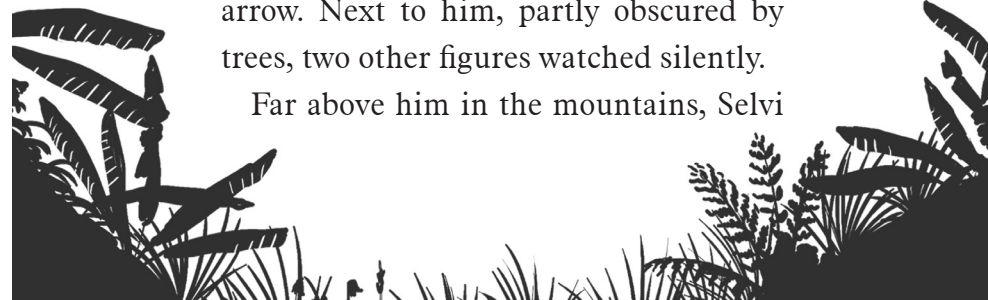 arrow. Next to him, partly obscured by
trees, two other figures watched silently.
Far above him in the mountains, Selvi